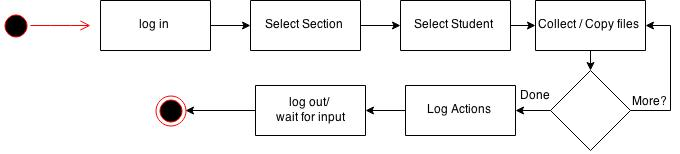 log in
Select Section
Select Student
Collect / Copy files
log out/
wait for input
Log Actions
Done
More?